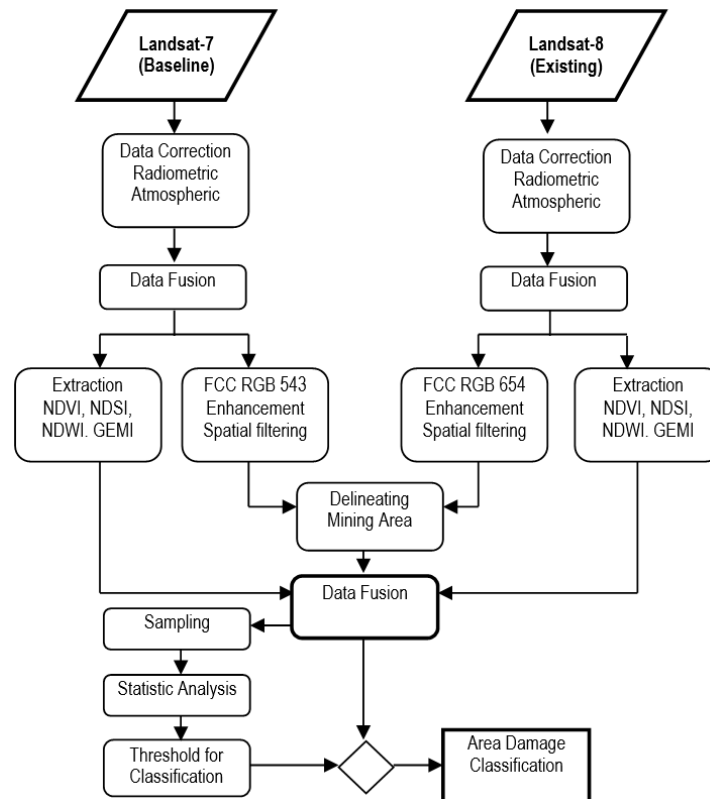 Landsat-7
(Baseline)
Landsat-8
(Existing)
Data Correction
Radiometric
Atmospheric
Data Correction
Radiometric
Atmospheric
Data Fusion
Data Fusion
Extraction
NDVI, NDSI,
NDWI. GEMI
FCC RGB 543
Enhancement
Spatial filtering
FCC RGB 654
Enhancement
Spatial filtering
Extraction
NDVI, NDSI,
NDWI. GEMI
Delineating
Mining Area
Data Fusion
Sampling
Statistic Analysis
Threshold for
Classification
Area Damage
Classification